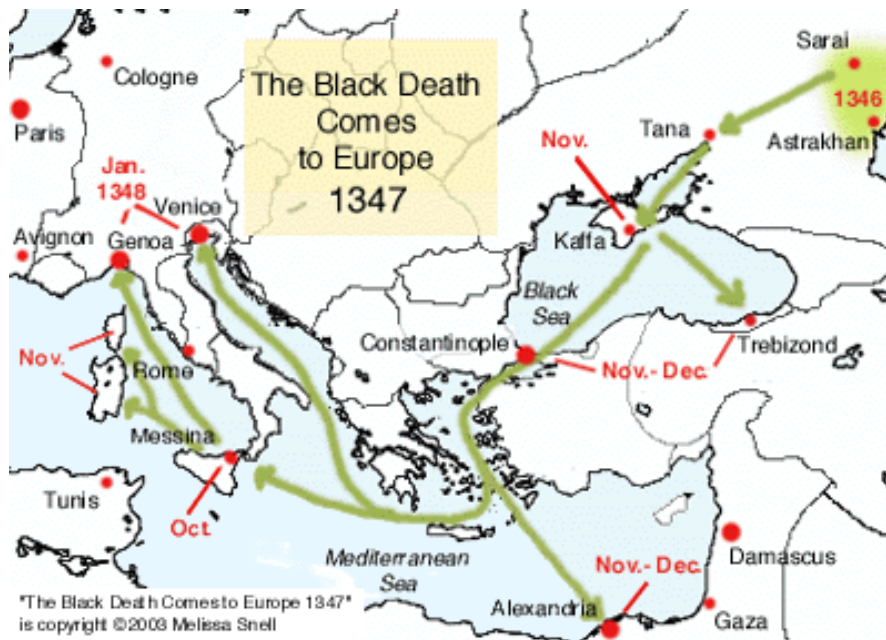 Sarai
Cologne
The Black Death
Comes
to Europe
1347
1346
Paris
Tana
Astrakhan
Nov.
Jan.
1348
Venice
Avignon
Genoa
Kaffa
Black
Sea
Constantinople
Trebizond
Nov.
Rome
Nov.- Dec.
Messina
Tunis
Oct.
Mediterranean
Sea
Nov.- Dec.
Damascus
Alexandria
Gaza
"The Black Death Comes to Europe 1347"
is copyright ©2003 Melissa Snell